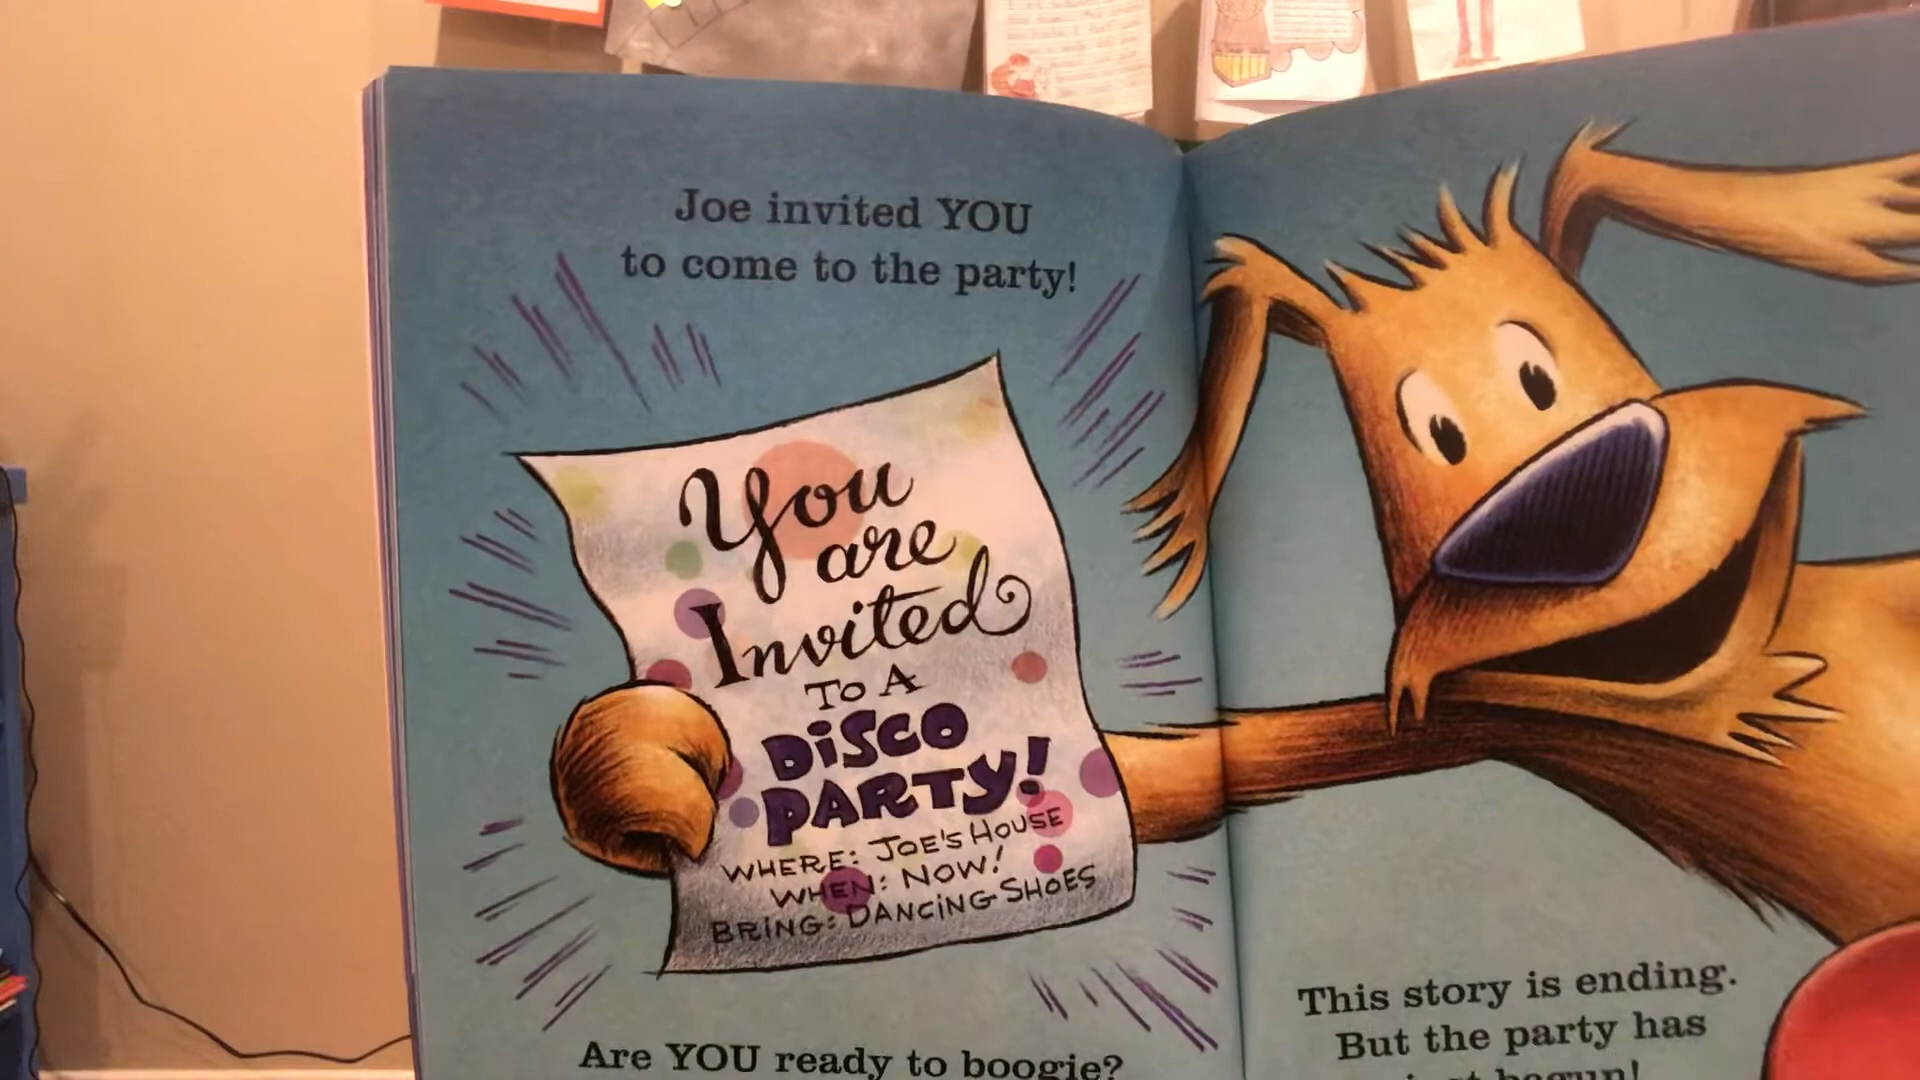 Joe invited YOU
to come to the party!
You
are
Invited
TO A
DiSCO
PARTY!
WHERE: JOE'S HOUSE
WHEN: NOW!
BRiNG: DANCiNG SHOES
Are YOU ready to boogie?
This story is ending.
But the party has
just begun!